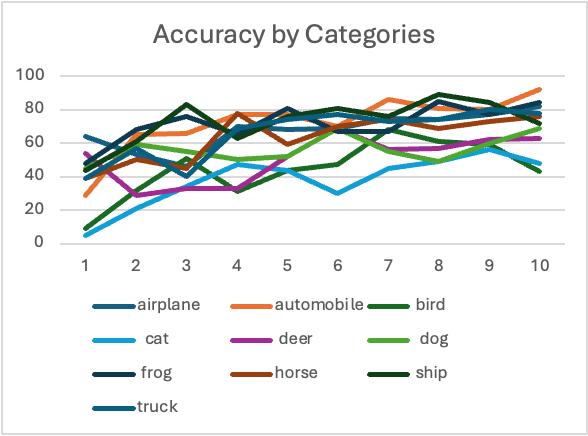 Accuracy by Categories
100
80
60
40
20
0
1 2 3 4 5 6 7 8 9 10
airplane automobile bird
cat deer dog
frog horse ship
truck